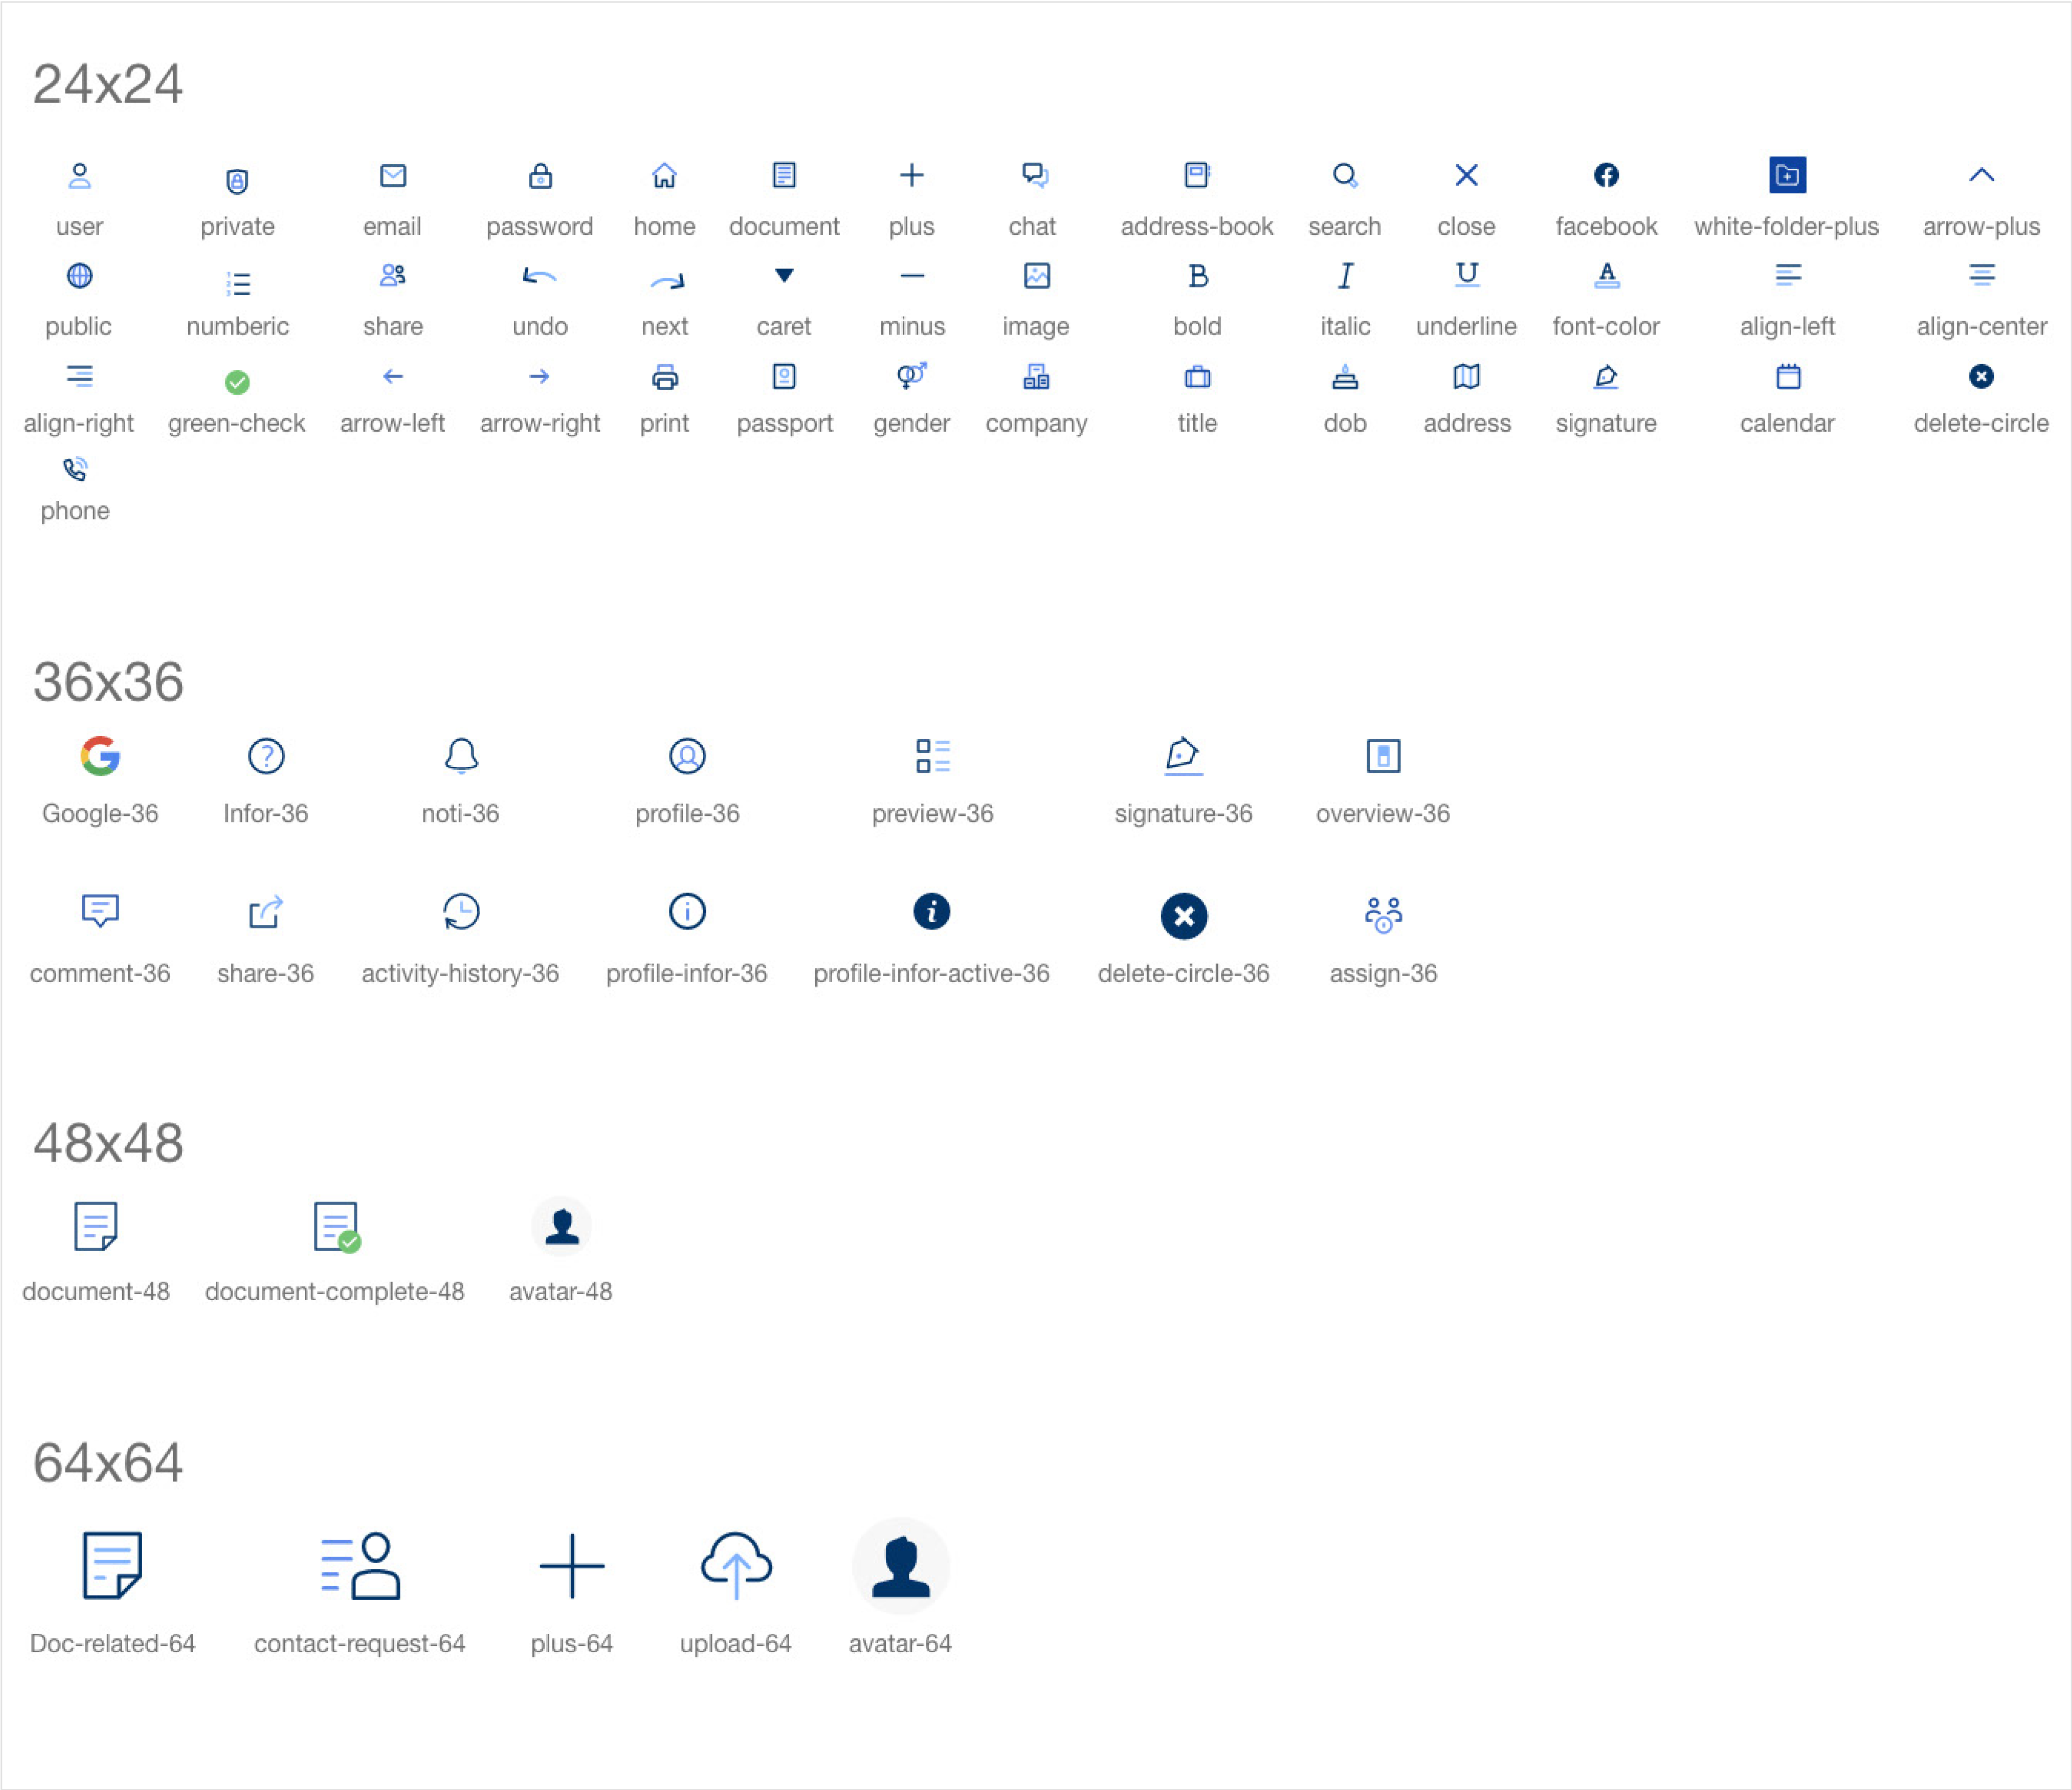 24x24
user private email password home document plus chat address-book search close facebook white-folder-plus arrow-plus
public numberic share undo next caret minus image bold italic underline font-color align-left align-center
align-right green-check arrow-left arrow-right print passport gender company title dob address signature calendar delete-circle
phone
36x36
Google-36 Infor-36 noti-36 profile-36 preview-36 signature-36 overview-36
comment-36 share-36 activity-history-36 profile-infor-36 profile-infor-active-36 delete-circle-36 assign-36
48x48
document-48 document-complete-48 avatar-48
64x64
Doc-related-64 contact-request-64 plus-64 upload-64 avatar-64